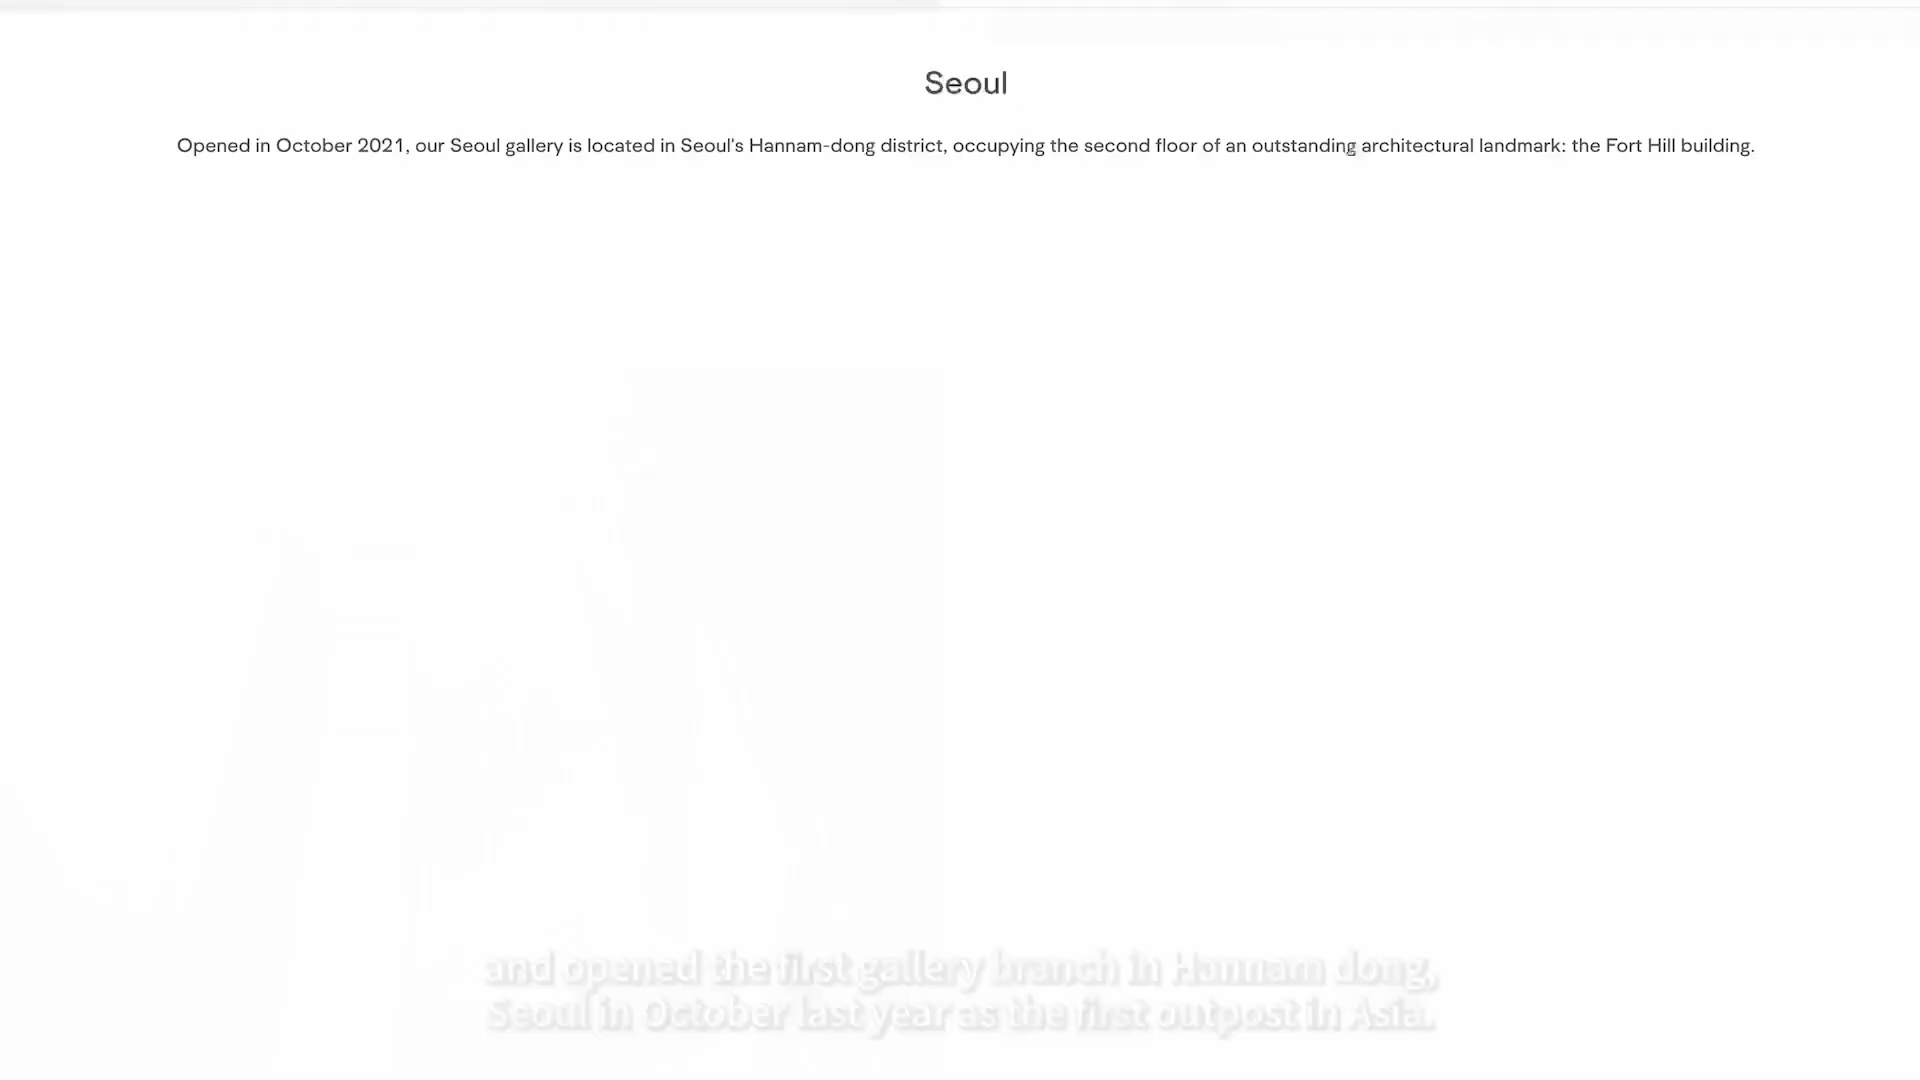 Seoul
Opened in October 2021, our Seoul gallery is located in Seoul's Hannam-dong district, occupying the second floor of an outstanding architectural landmark: the Fort Hill building.
and opened the first gallery branch in Hannam dong,
Seoul in October last year as the first outpost in Asia.